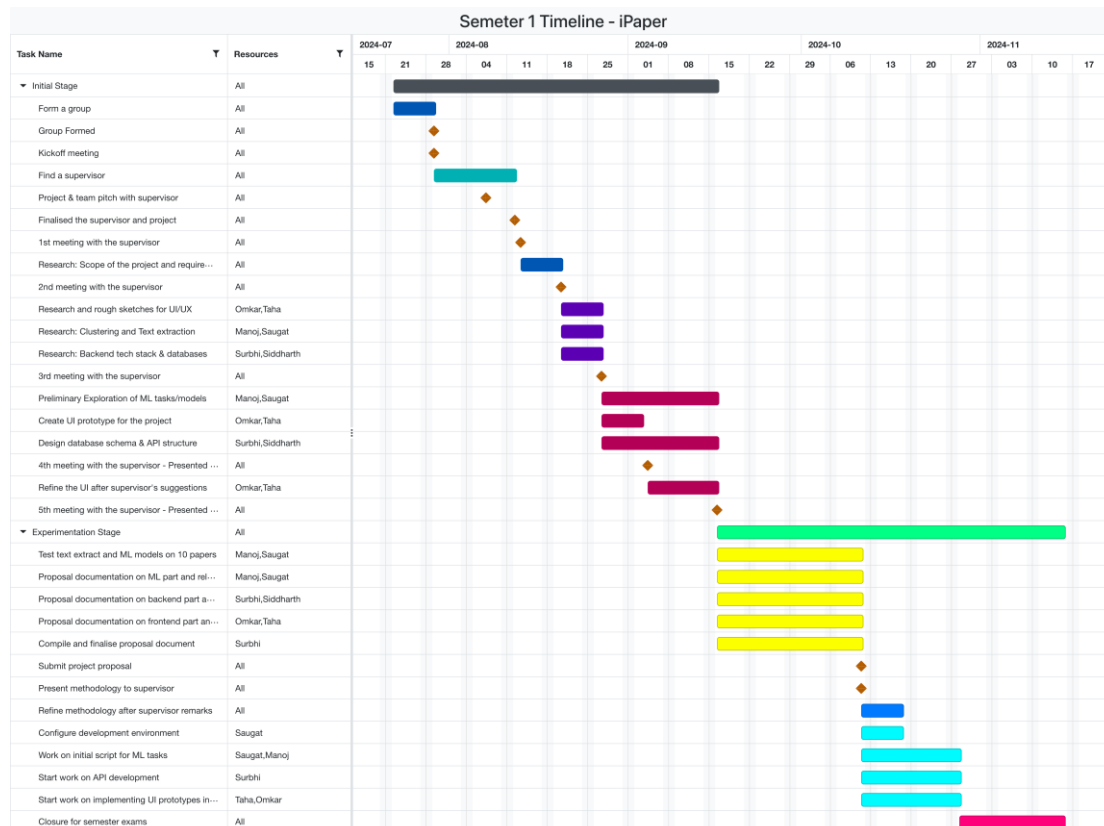 Semeter 1 Timeline - iPaper
Task Name Resources 2024-07 2024-08 2024-09 2024-10 2024-11
15 21 28 04 11 18 25 01 08 15 22 29 06 13 20 27 03 10 17
Initial Stage All
Form a group All
Group Formed All
Kickoff meeting All
Find a supervisor All
Project & team pitch with supervisor All
Finalised the supervisor and project All
1st meeting with the supervisor All
Research: Scope of the project and require··· All
2nd meeting with the supervisor All
Research and rough sketches for UI/UX Omkar,Taha
Research: Clustering and Text extraction Manoj,Saugat
Research: Backend tech stack & databases Surbhi,Siddharth
3rd meeting with the supervisor All
Preliminary Exploration of ML tasks/models Manoj,Saugat
Create UI prototype for the project Omkar,Taha
Design database schema & API structure Surbhi,Siddharth
4th meeting with the supervisor - Presented ··· All
Refine the UI after supervisor's suggestions Omkar,Taha
5th meeting with the supervisor - Presented ··· All
Experimentation Stage All
Test text extract and ML models on 10 papers Manoj,Saugat
Proposal documentation on ML part and rel··· Manoj,Saugat
Proposal documentation on backend part a··· Surbhi,Siddharth
Proposal documentation on frontend part an··· Omkar,Taha
Compile and finalise proposal document Surbhi
Submit project proposal All
Present methodology to supervisor All
Refine methodology after supervisor remarks All
Configure development environment Saugat
Work on initial script for ML tasks Saugat,Manoj
Start work on API development Surbhi
Start work on implementing UI prototypes in··· Taha,Omkar
Closure for semester exams All